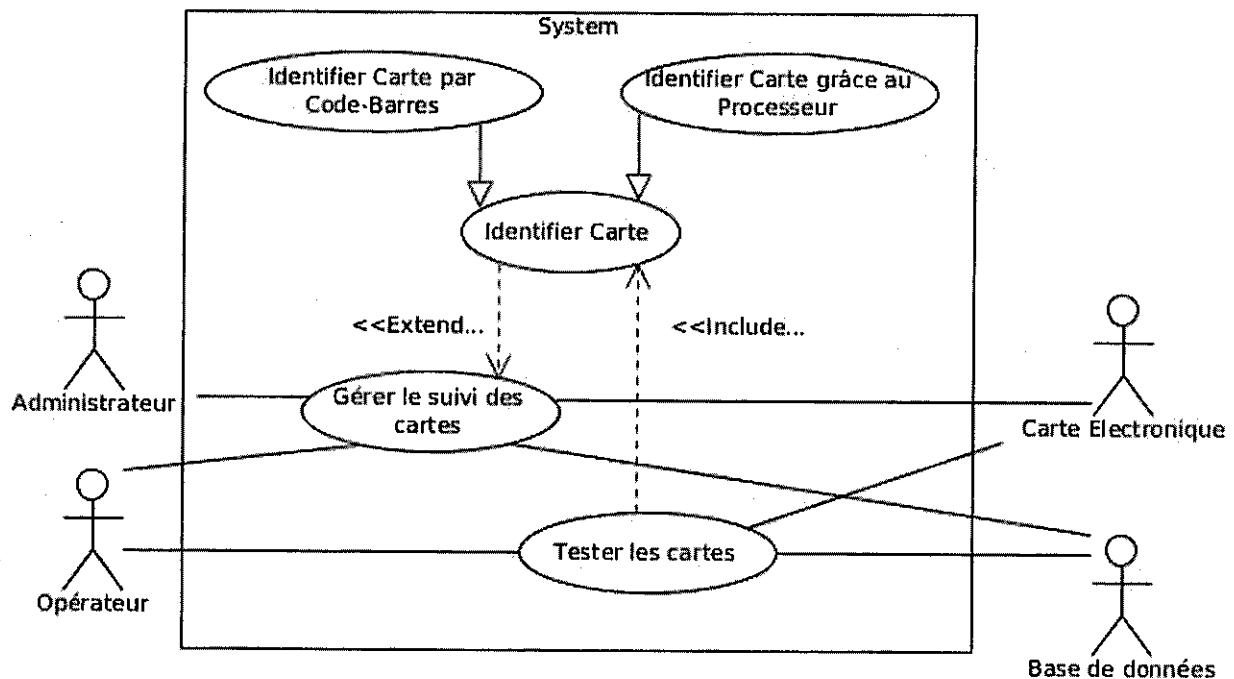 System
Identifier Carte par
Code-Barres
Identifier Carte grâce au
Processeur
Identifier Carte
<<Extend...
<<Include...
Administrateur
Gérer le suivi des
cartes
Carte Electronique
Opérateur
Tester les cartes
Base de données